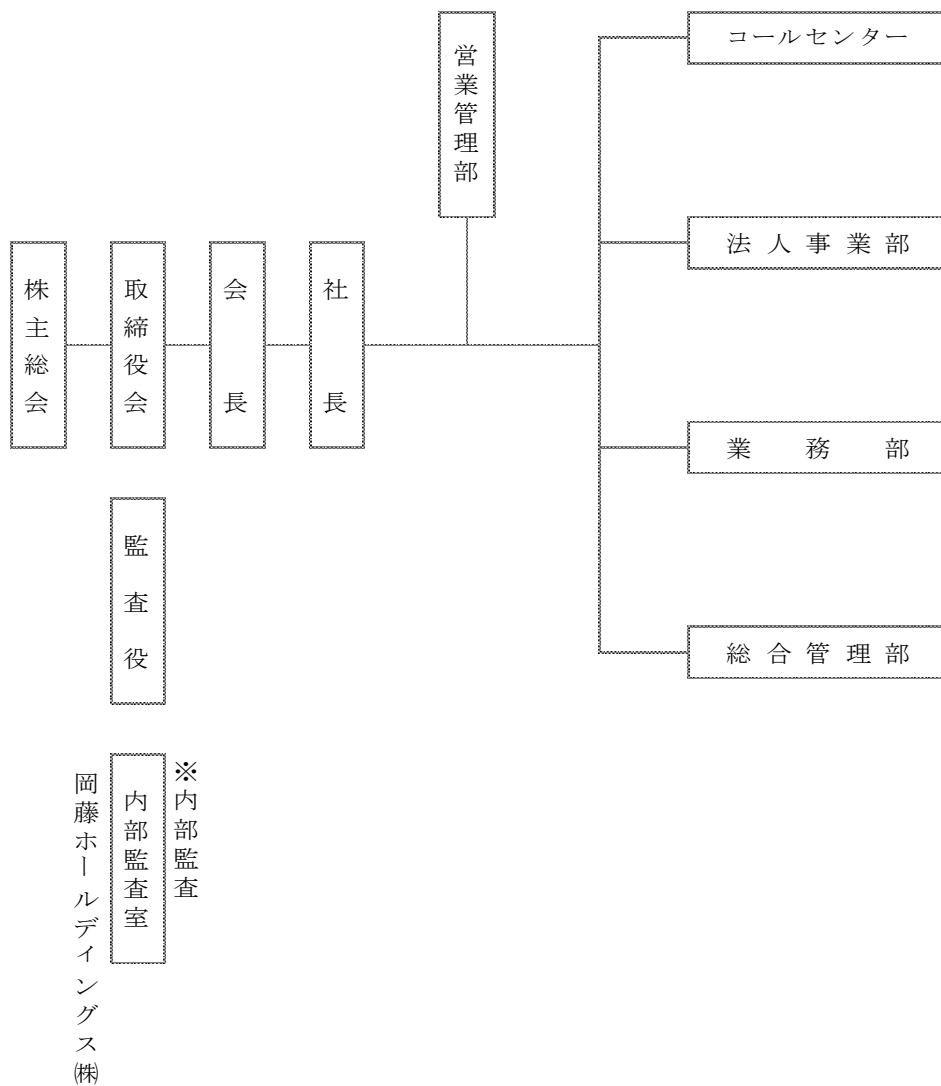 コールセンター
営業管理部
法人事業部
株主総会
取締役会
会長
社長
業務部
監査役
総合管理部
※内部監査
内部監査室
岡藤ホールディングス㈱